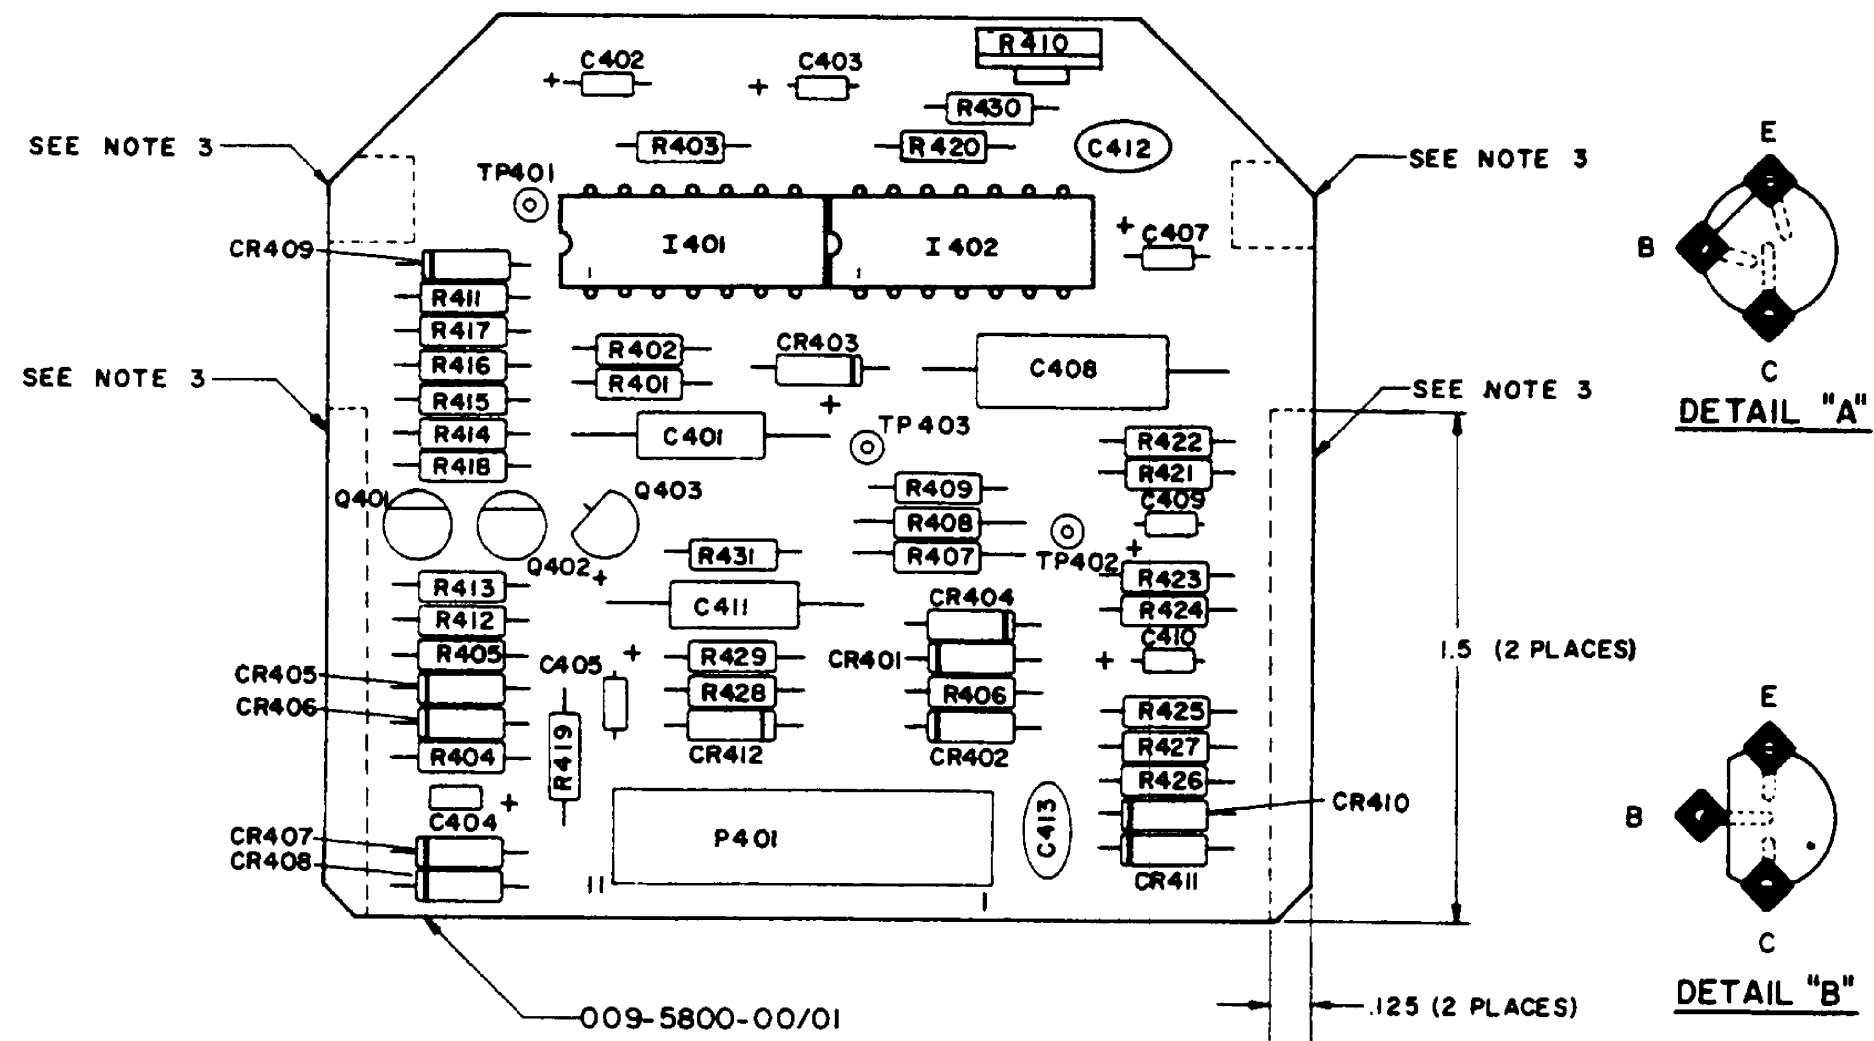 C402
C403
R410
R430
SEE NOTE 3
R403
R420
C412
SEE NOTE 3
E
TP401
CR409
I401
I402
C407
B
R411
R417
R402
CR403
C408
R416
SEE NOTE 3
R401
SEE NOTE 3
C
R415
DETAIL "A"
R414
C401
TP403
R422
R418
R421
Q401
Q403
R409
C409
R408
Q402
R431
R407
TP402
R413
R423
C411
CR404
R424
R412
C410
1.5 (2 PLACES)
R405
C405
R429
CR401
CR405
R428
R406
E
CR406
R425
R419
R427
R404
CR412
CR402
R426
CR410
B
C404
CR407
P401
C413
CR408
CR411
11
1
C
DETAIL "B"
009-5800-00/01
.125 (2 PLACES)